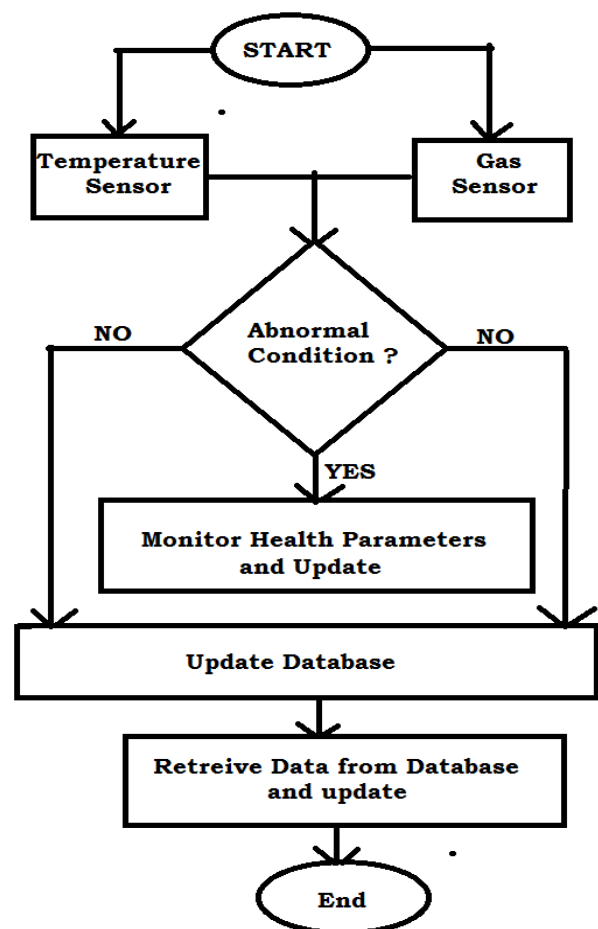 START
Temperature
Sensor
Gas
Sensor
Abnormal
Condition ?
NO
NO
YES
Monitor Health Parameters
and Update
Update Database
Retreive Data from Database
and update
End